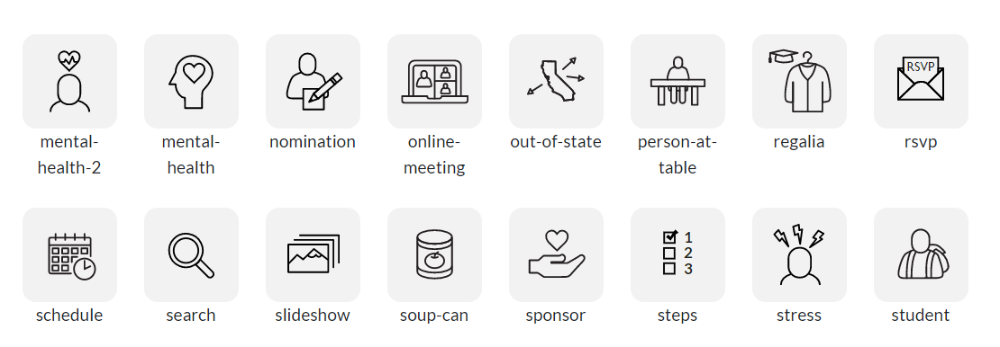 RSVP
mental- mental- nomination online- out-of-state person-at- regalia rsvp
health-2 health meeting table
1
2
3
schedule search slideshow soup-can sponsor steps stress student